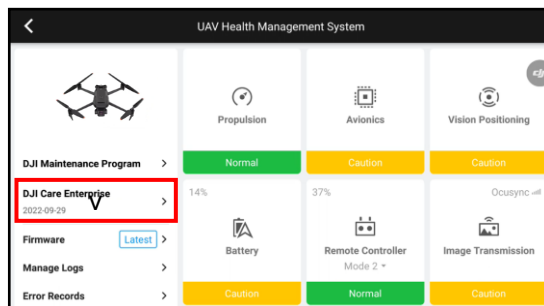 UAV Health Management System
DJI Maintenance Program
DJI Care Enterprise
V
2022-09-29
Firmware
Latest
Manage Logs
Error Records
Propulsion
Normal
Avionics
Caution
Vision Positioning
Caution
14%
Battery
Caution
37%
Remote Controller
Mode 2
Normal
Ocusync
Image Transmission
Caution